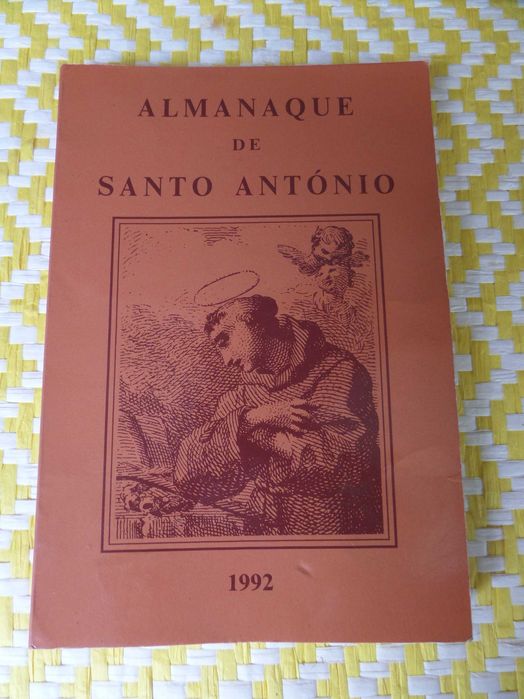 ALMANAQUE
DE
SANTO ANTÓNIO
1992